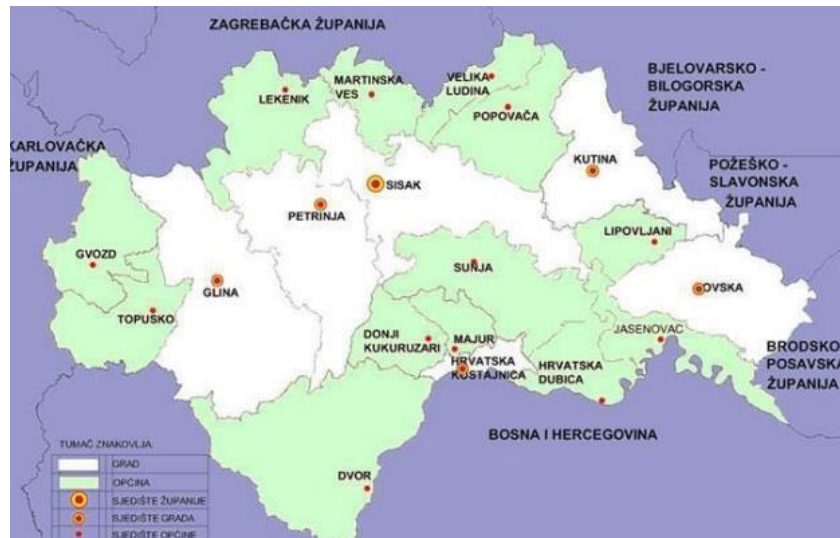 ZAGREBAČKA ŽUPANIJA
LEKENIK
MARTINSKA
VES
VELIKA
LUDINA
POPOVAČA
BJELOVARSKO -
BILOGORSKA
ŽUPANIJA
KARLOVAČKA
ŽUPANIJA
KUTINA
POŽEŠKO -
SLAVONSKA
ŽUPANIJA
SISAK
PETRINJA
LIPOVLJANI
GVOZD
SUNJA
GLINA
OVSKA
TOPUSKO
DONJI
KUKURUZARI
MAJUR
JASENOVAC
HRVATSKA
KOSTAJNICA
HRVATSKA
DUBICA
BRODSKO
POSAVSKA
ŽUPANIJA
BOSNA I HERCEGOVINA
DVOR
TUMAČ ZNAKOVLJA:
GRAD
OPĆINA
SJEDIŠTE ŽUPANIJE
SJEDIŠTE GRADA
SJEDIŠTE OPĆINE